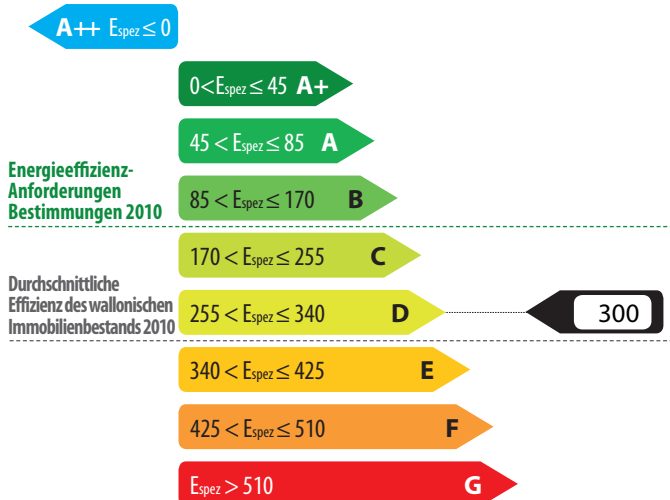 A++ Espez ≤ 0
0<Espez ≤ 45 A+
45 < Espez ≤ 85 A
Energieeffizienz-
Anforderungen
Bestimmungen 2010
85 < Espez ≤ 170 B
170 < Espez ≤ 255 C
Durchschnittliche
Effizienz des wallonischen
Immobilienbestands 2010
255 < Espez ≤ 340 D
300
340 < Espez ≤ 425 E
425 < Espez ≤ 510 F
Espez > 510 G